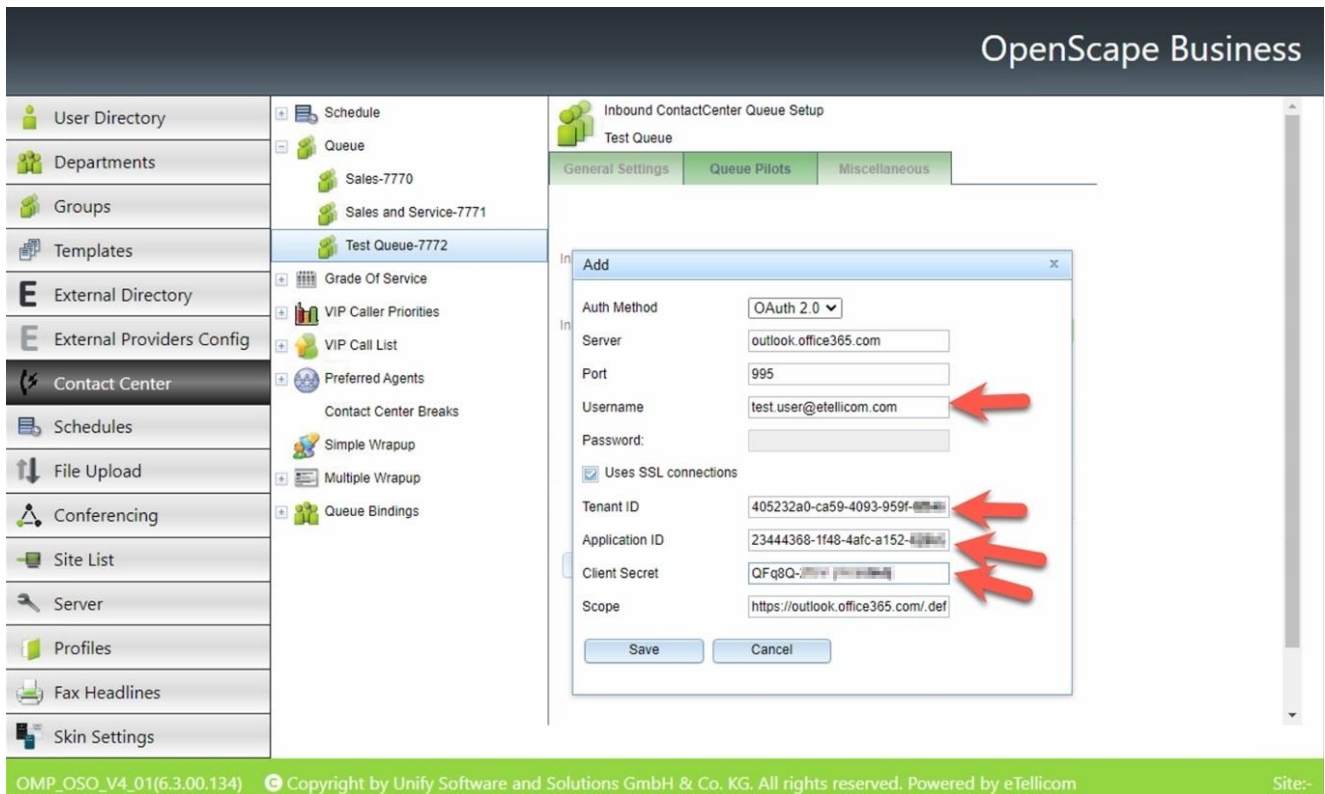 OpenScape Business
User Directory
Departments
Groups
Templates
External Directory
External Providers Config
Contact Center
Schedules
File Upload
Conferencing
Site List
Server
Profiles
Fax Headlines
Skin Settings
Schedule
Queue
Sales-7770
Sales and Service-7771
Test Queue-7772
Grade Of Service
VIP Caller Priorities
VIP Call List
Preferred Agents
Contact Center Breaks
Simple Wrapup
Multiple Wrapup
Queue Bindings
Inbound ContactCenter Queue Setup
Test Queue
General Settings Queue Pilots Miscellaneous
In
In
Add x
Auth Method OAuth 2.0
Server outlook.office365.com
Port 995
Username test.user@etellicom.com
Password:
Uses SSL connections
Tenant ID 405232a0-ca59-4093-959f-
Application ID 23444368-1f48-4afc-a152-
Client Secret QFq8Q-
Scope https://outlook.office365.com/.def
Save Cancel
OMP_OSO_V4_01(6.3.00.134) © Copyright by Unify Software and Solutions GmbH & Co. KG. All rights reserved. Powered by eTellicom Site:-